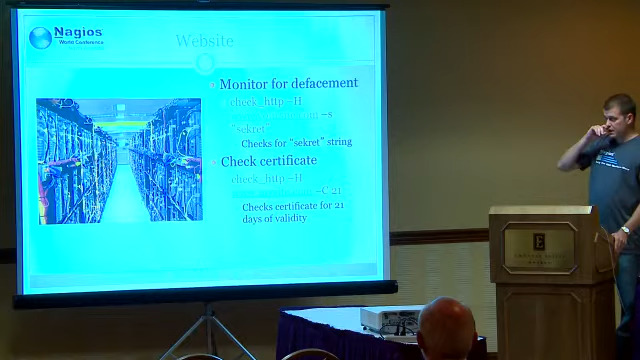 Nagios
World Conference
Website
Monitor for defacement
check_http –H
–s
"sekret"
Checks for "sekret" string
Check certificate
check_http –H
–C 21
Checks certificate for 21
days of validity
E